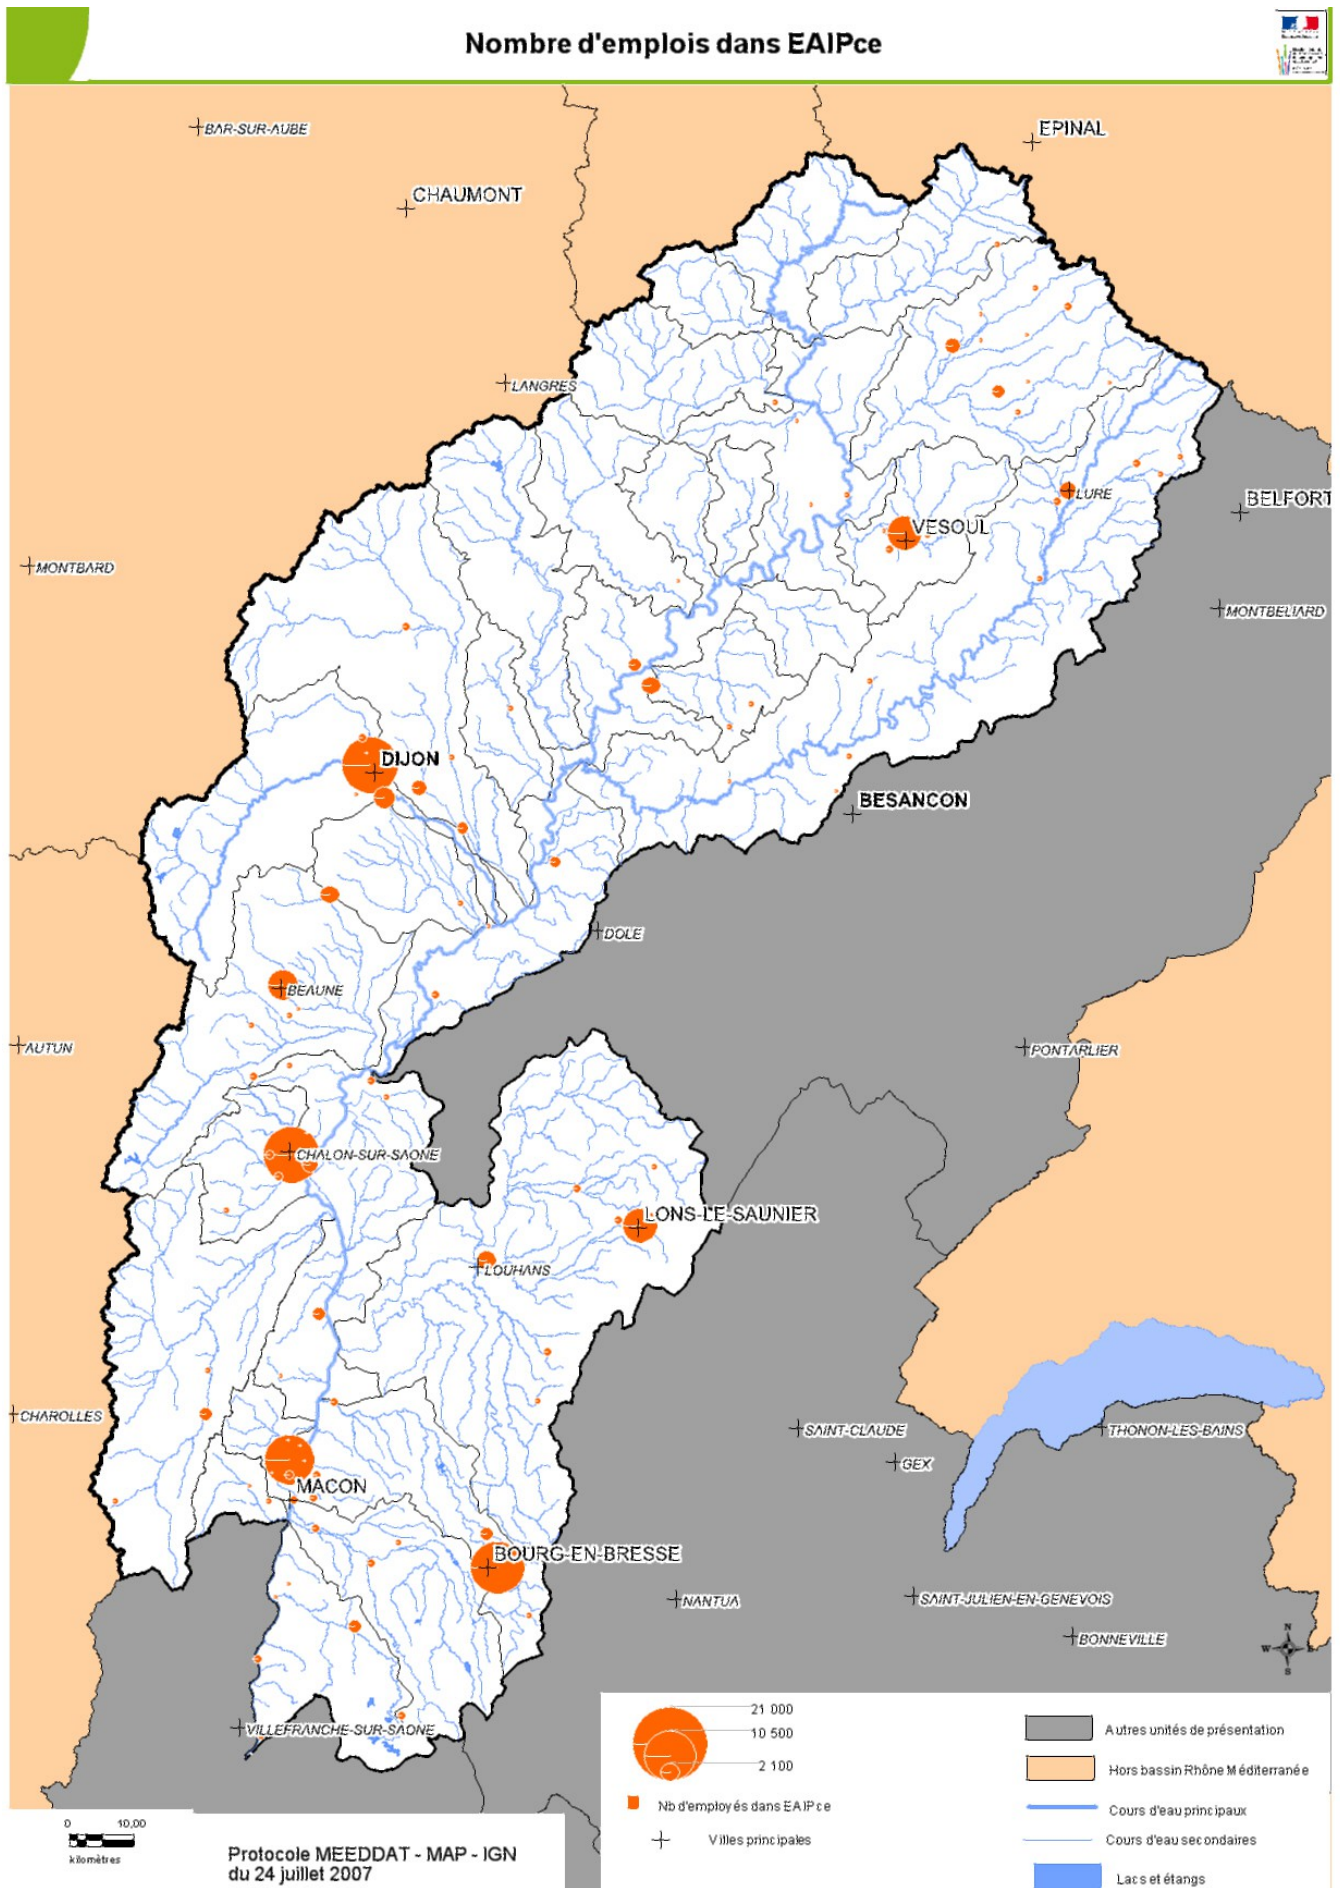 Nombre d'emplois dans EAIPce
BAR-SUR-AUBE
EPINAL
CHAUMONT
LANGRES
LURE
BELFORT
VESOUL
MONTBARD
MONTBELIARD
DIJON
BESANCON
DOLE
BEAUNE
AUTUN
PONTARLIER
CHALON-SUR-SAONE
LONS-LE-SAUNIER
LOUHANS
CHAROLLES
SAINT-CLAUDE
THONON-LES-BAINS
GEX
MACON
BOURG-EN-BRESSE
NANTUA
SAINT-JULIEN-EN-GENEVOIS
BONNEVILLE
N
W E
S
VILLEFRANCHE-SUR-SAONE
21 000
10 500
2 100
Nb d'employés dans EAIPce
Villes principales
Autres unités de présentation
Hors bassin Rhône Méditerranée
Cours d'eau principaux
Cours d'eau secondaires
Lacs et étangs
0 10,00
kilomètres
Protocole MEEDDAT - MAP - IGN
du 24 juillet 2007